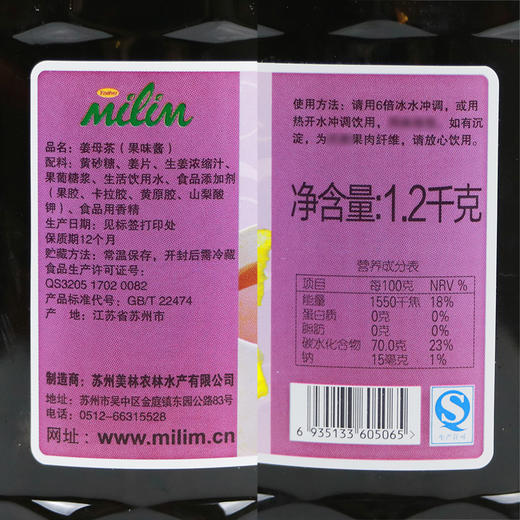 milin
品名：姜母茶（果味酱）
配料：黄砂糖、姜片、生姜浓缩汁、
果葡糖浆、生活饮用水、食品添加剂
（果胶、卡拉胶、黄原胶、山梨酸
钾）、食品用香精
生产日期：见标签打印处
保质期12个月
贮藏方法：常温保存，开封后需冷藏
食品生产许可证号：
QS3205 1702 0082
产品标准代号：GB/T 22474
产　地：江苏省苏州市
制造商：苏州美林农林水产有限公司
地址：苏州市吴中区金庭镇东园公路83号
电话：0512-66315528
网址：www.milim.cn
使用方法：请用6倍冰水冲调，或用
热开水冲调饮用，如有沉
淀，为果肉纤维，请放心饮用。
净含量:1.2千克
营养成分表
项目 每100克 NRV %
能量 1550千焦 18%
蛋白质 0克 0%
脂肪 0克 0%
碳水化合物 70.0克 23%
钠 15毫克 1%
6 935133 605065
QS
生产许可